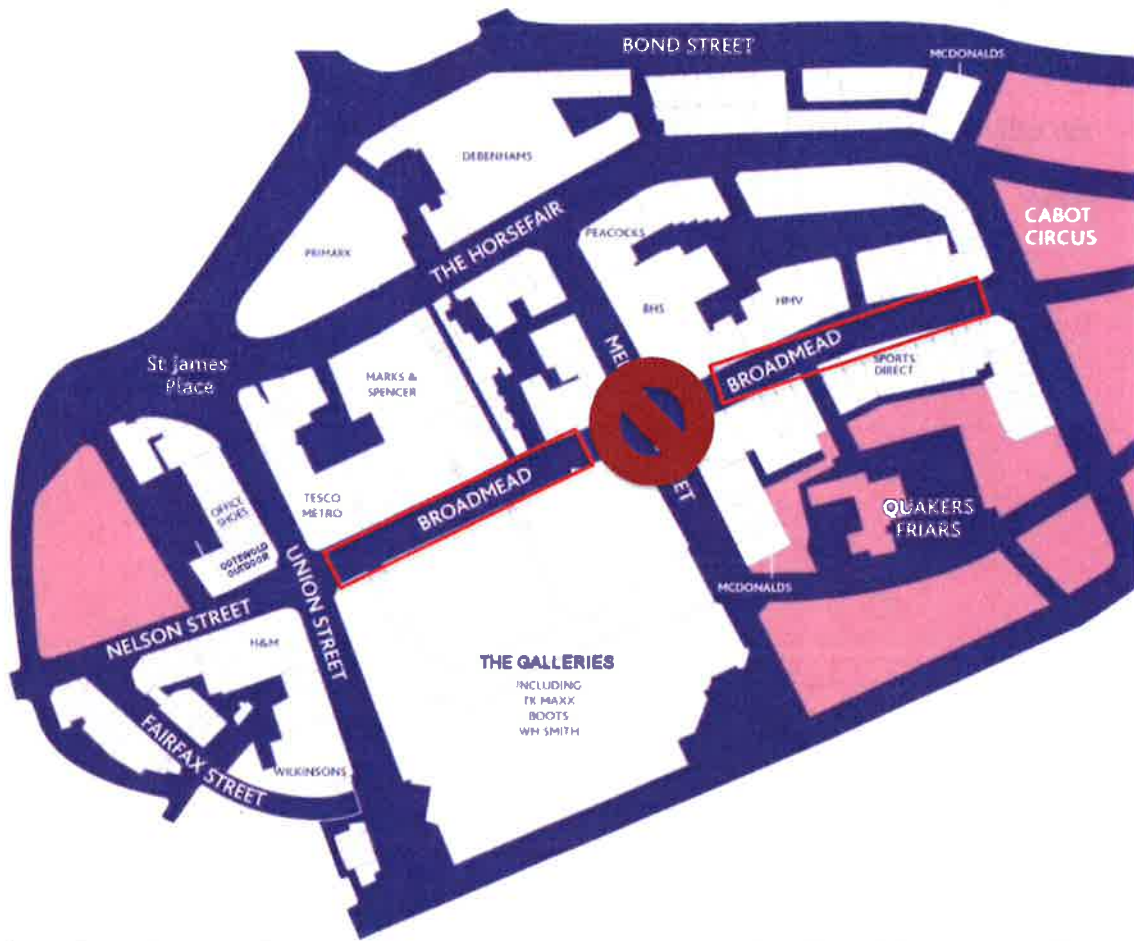 BOND STREET
MCDONALDS
DEBENHAMS
CABOT
CIRCUS
PRIMARK
THE HORSEFAIR
PEACOCKS
BHS
HMV
St James
Place
MARKS &
SPENCER
BROADMEAD
SPORTS
DIRECT
OFFICE
SHOES
TESCO
METRO
BROADMEAD
QUAKERS
FRIARS
COTSWOLD
OUTDOOR
UNION STREET
NELSON STREET
MCDONALDS
H&M
THE GALLERIES
INCLUDING
TK MAXX
BOOTS
WH SMITH
FAIRFAX STREET
WILKINSONS